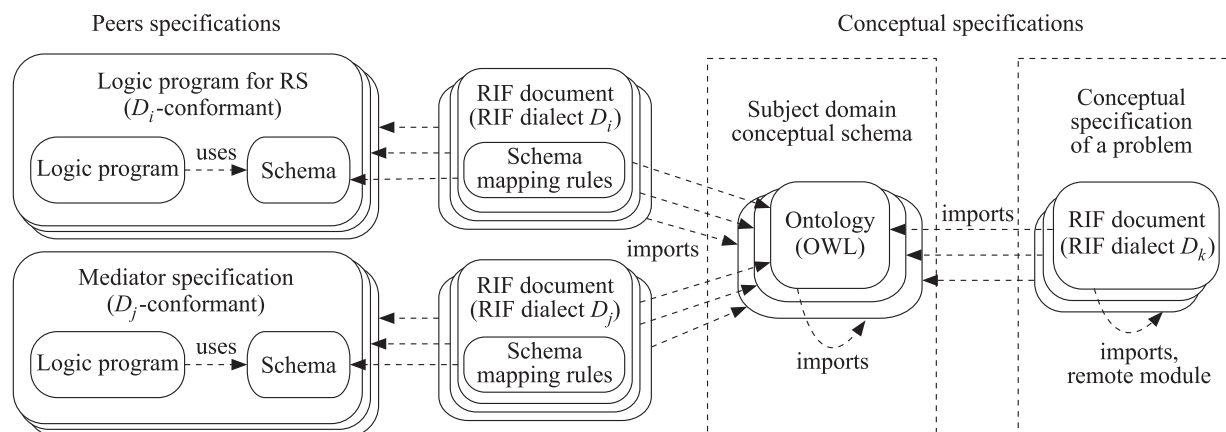 Peers specifications
Conceptual specifications
Logic program for RS
(D_i-conformant)
Logic program
uses
Schema
RIF document
(RIF dialect D_i)
Schema
mapping rules
Mediator specification
(D_j-conformant)
Logic program
uses
Schema
RIF document
(RIF dialect D_j)
Schema
mapping rules
imports
Subject domain
conceptual schema
Ontology
(OWL)
imports
imports
Conceptual
specification
of a problem
RIF document
(RIF dialect D_k)
imports,
remote module